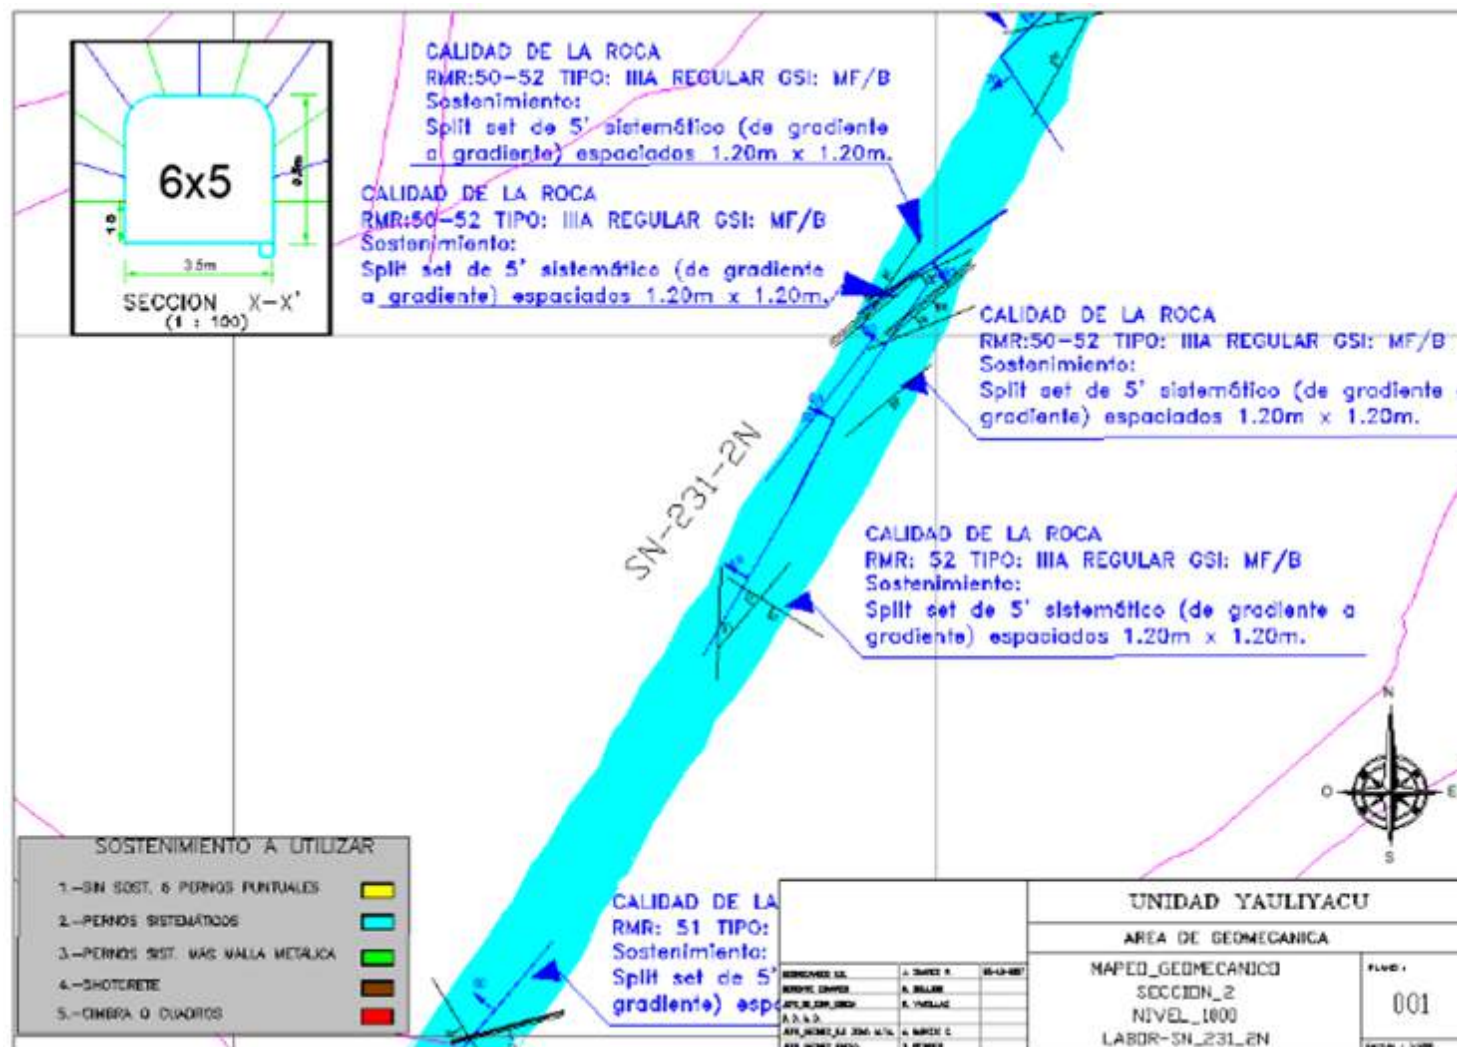 CALIDAD DE LA ROCA
RMR:50-52 TIPO: IIIA REGULAR GSI: MF/B
Sostenimiento:
Split set de 5' sistemático (de gradiente
a gradiente) espaciados 1.20m x 1.20m.
6x5
1.0
3.5m
SECCION X-X'
(1 : 100)
CALIDAD DE LA ROCA
RMR:50-52 TIPO: IIIA REGULAR GSI: MF/B
Sostenimiento:
Split set de 5' sistemático (de gradiente
a gradiente) espaciados 1.20m x 1.20m.
CALIDAD DE LA ROCA
RMR:50-52 TIPO: IIIA REGULAR GSI: MF/B
Sostenimiento:
Split set de 5' sistemático (de gradiente
gradiente) espaciados 1.20m x 1.20m.
SN-231-2N
CALIDAD DE LA ROCA
RMR: 52 TIPO: IIIA REGULAR GSI: MF/B
Sostenimiento:
Split set de 5' sistemático (de gradiente a
gradiente) espaciados 1.20m x 1.20m.
N
O
E
S
SOSTENIMIENTO A UTILIZAR
1.-SIN SOST. O PERNOS PUNTUALES
2.-PERNOS SISTEMÁTICOS
3.-PERNOS SIST. MAS MALLA METALICA
4.-SHOTCRETE
5.-CIMBRA O CUADROS
CALIDAD DE LA
RMR: 51 TIPO:
Sostenimiento:
Split set de 5'
gradiente) esp
UNIDAD YAULIYACU
AREA DE GEOMECANICA
MAPEO_GEOMECANICO
SECCION_2
NIVEL_1800
LABOR-SN_231_2N
PLANO :
001